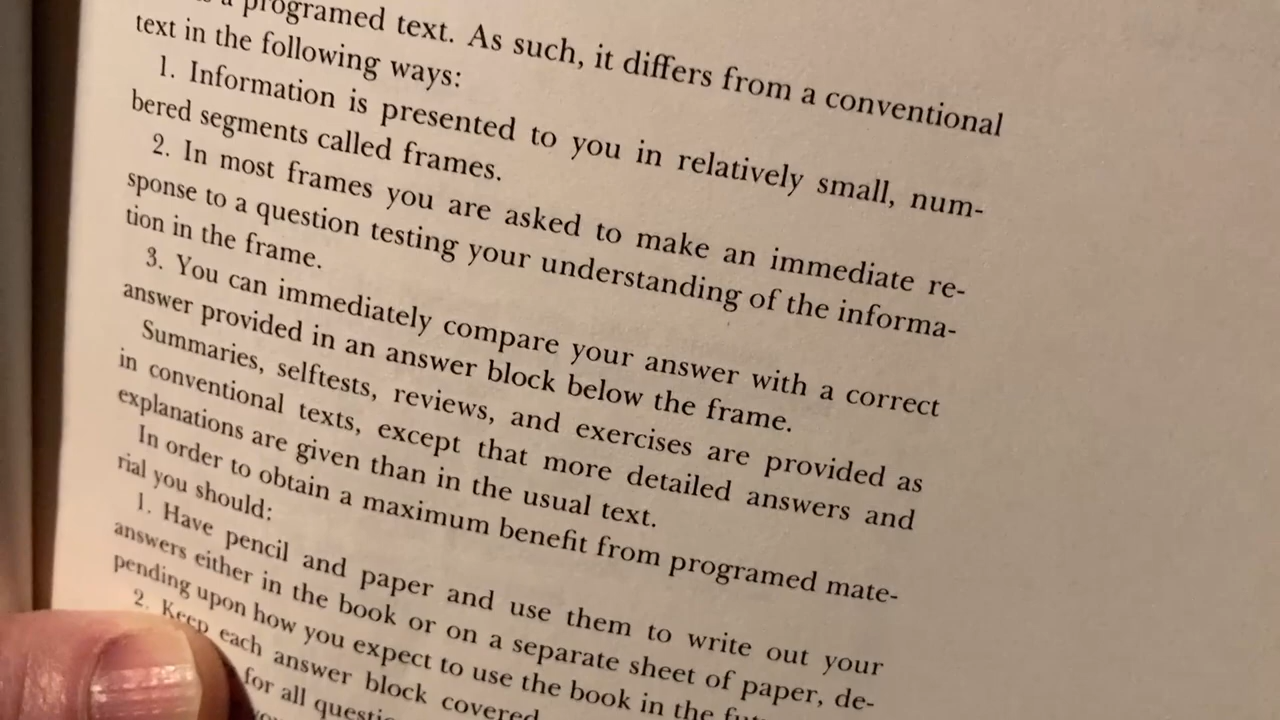 a programed text. As such, it differs from a conventional
text in the following ways:
1. Information is presented to you in relatively small, num-
bered segments called frames.
2. In most frames you are asked to make an immediate re-
sponse to a question testing your understanding of the informa-
tion in the frame.
3. You can immediately compare your answer with a correct
answer provided in an answer block below the frame.
Summaries, selftests, reviews, and exercises are provided as
in conventional texts, except that more detailed answers and
explanations are given than in the usual text.
In order to obtain a maximum benefit from programed mate-
rial you should:
1. Have pencil and paper and use them to write out your
answers either in the book or on a separate sheet of paper, de-
pending upon how you expect to use the book in the
2. Keep each answer block covered
for all